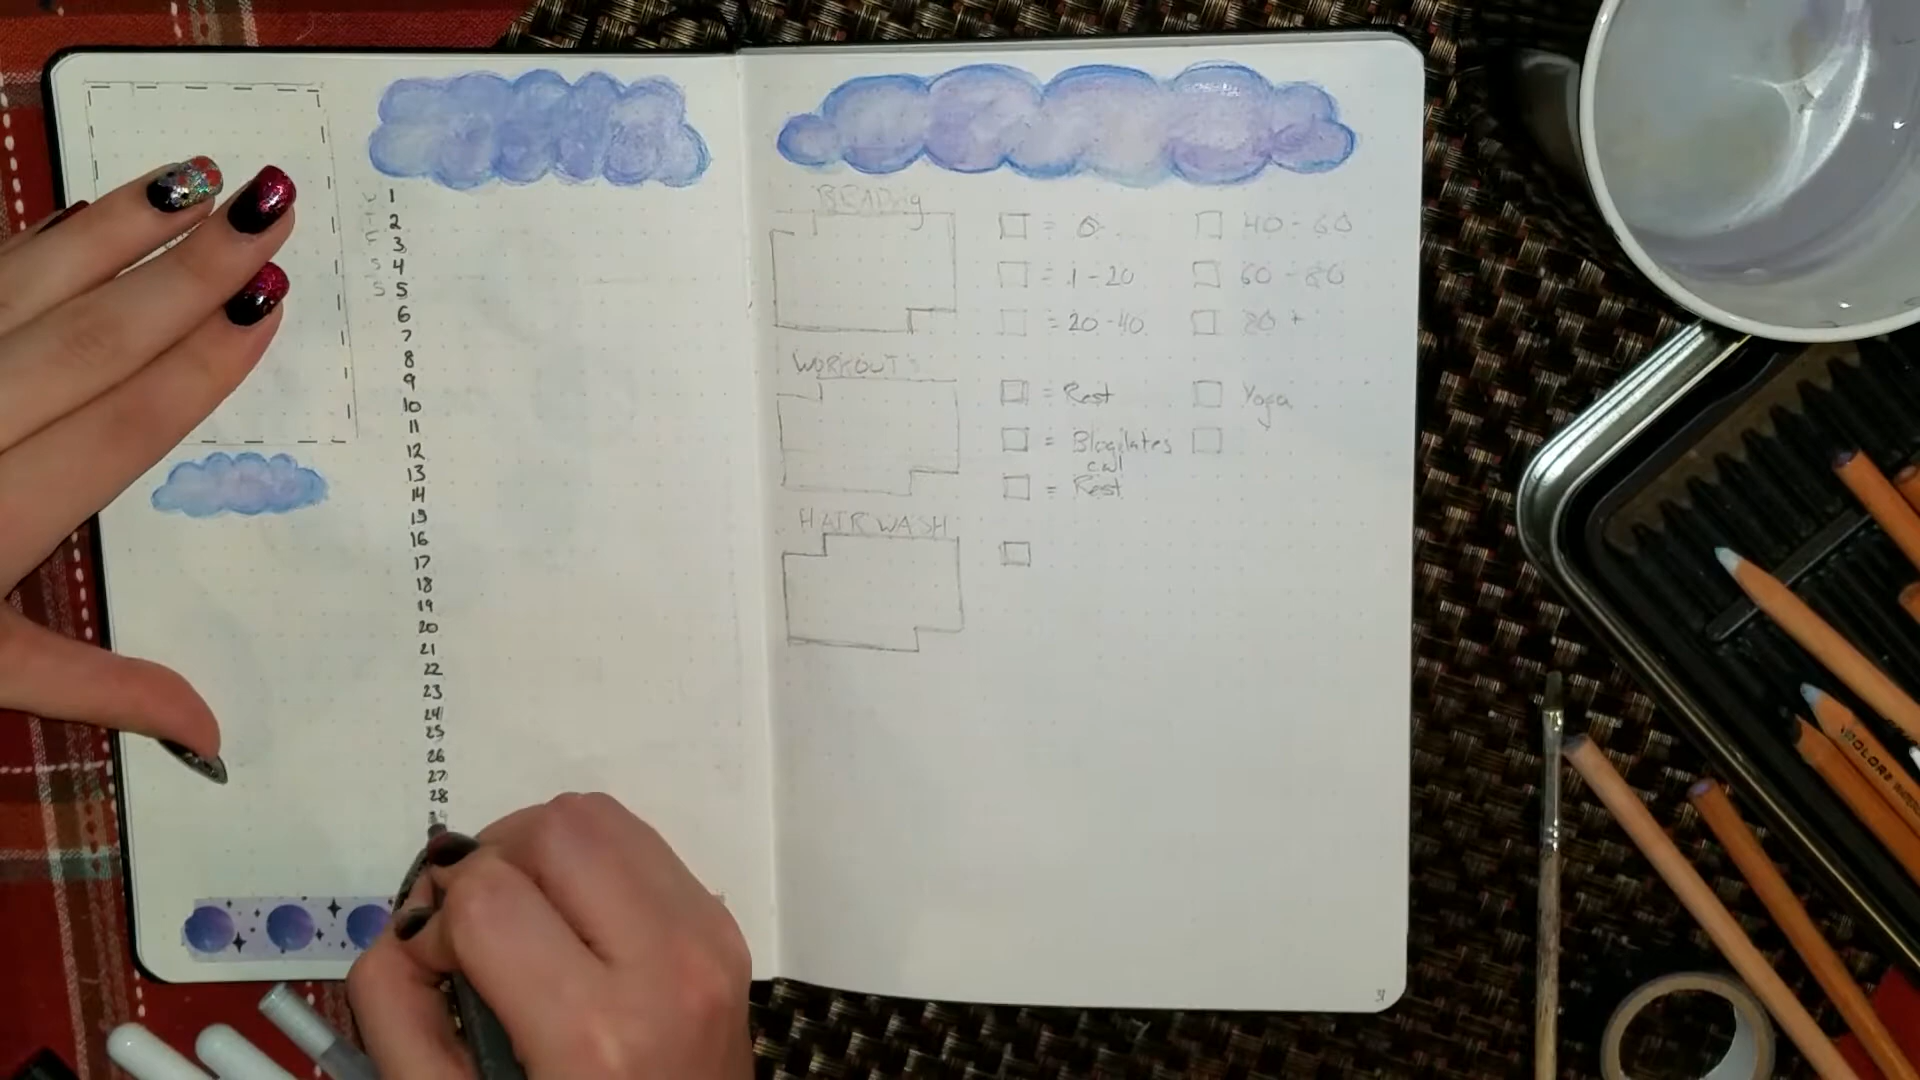 W 1
T 2
F 3
S 4
S 5
6
7
8
9
10
11
12
13
14
15
16
17
18
19
20
21
22
23
24
25
26
27
28
READING
= 0 40-60
= 1-20 60-80
= 20-40 80+
WORKOUTS
= Rest Yoga
= Blogilates
cal
= Rest
HAIR WASH
31